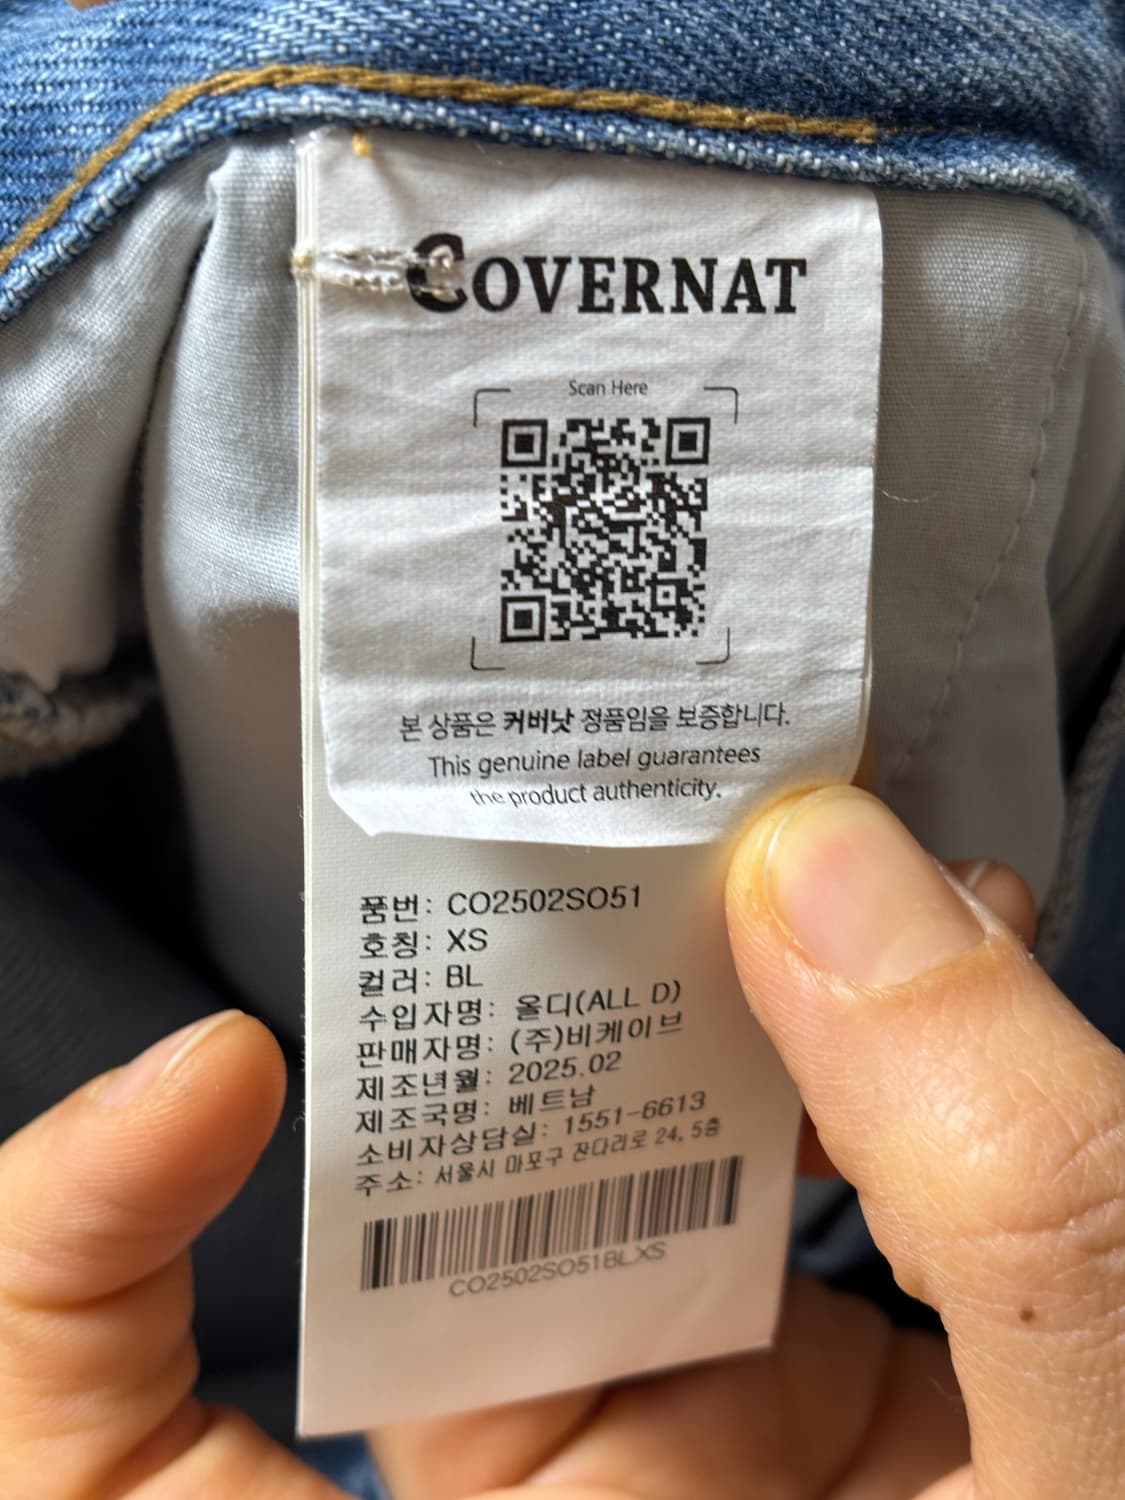 COVERNAT
Scan Here
본 상품은 커버낫 정품임을 보증합니다.
This genuine label guarantees
the product authenticity.
품번: CO2502SO51
호칭: XS
컬러: BL
수입자명: 올디(ALL D)
판매자명: (주)비케이브
제조년월: 2025.02
제조국명: 베트남
소비자상담실: 1551-6613
주소: 서울시 마포구 잔다리로 24, 5층
CO2502SO51BLXS